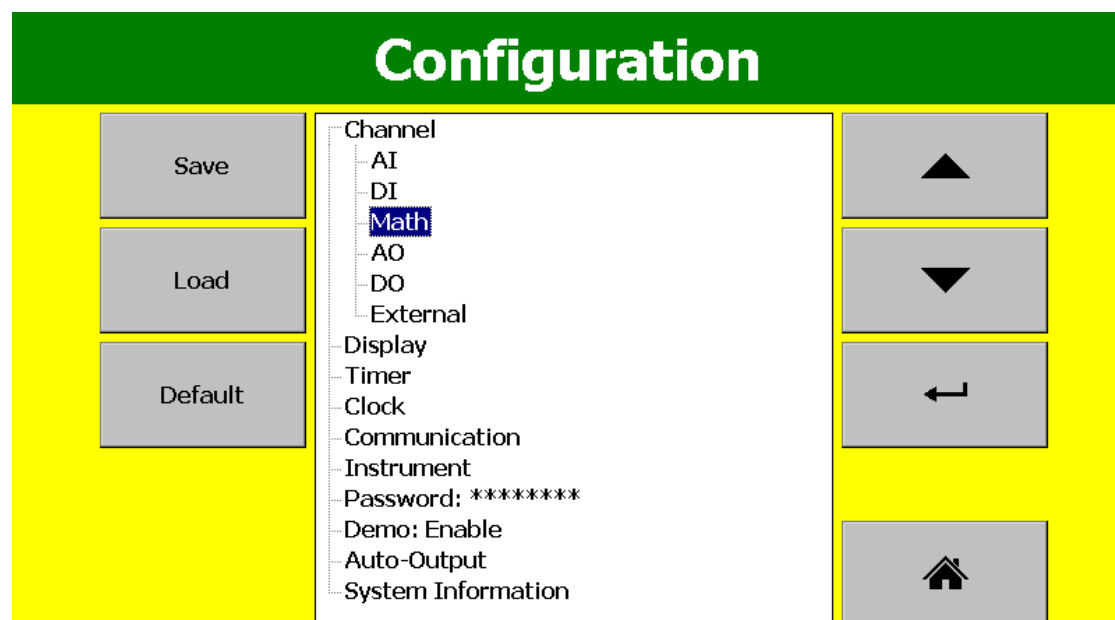 Configuration
Save
Load
Default
Channel
AI
DI
Math
AO
DO
External
Display
Timer
Clock
Communication
Instrument
Password: ********
Demo: Enable
Auto-Output
System Information